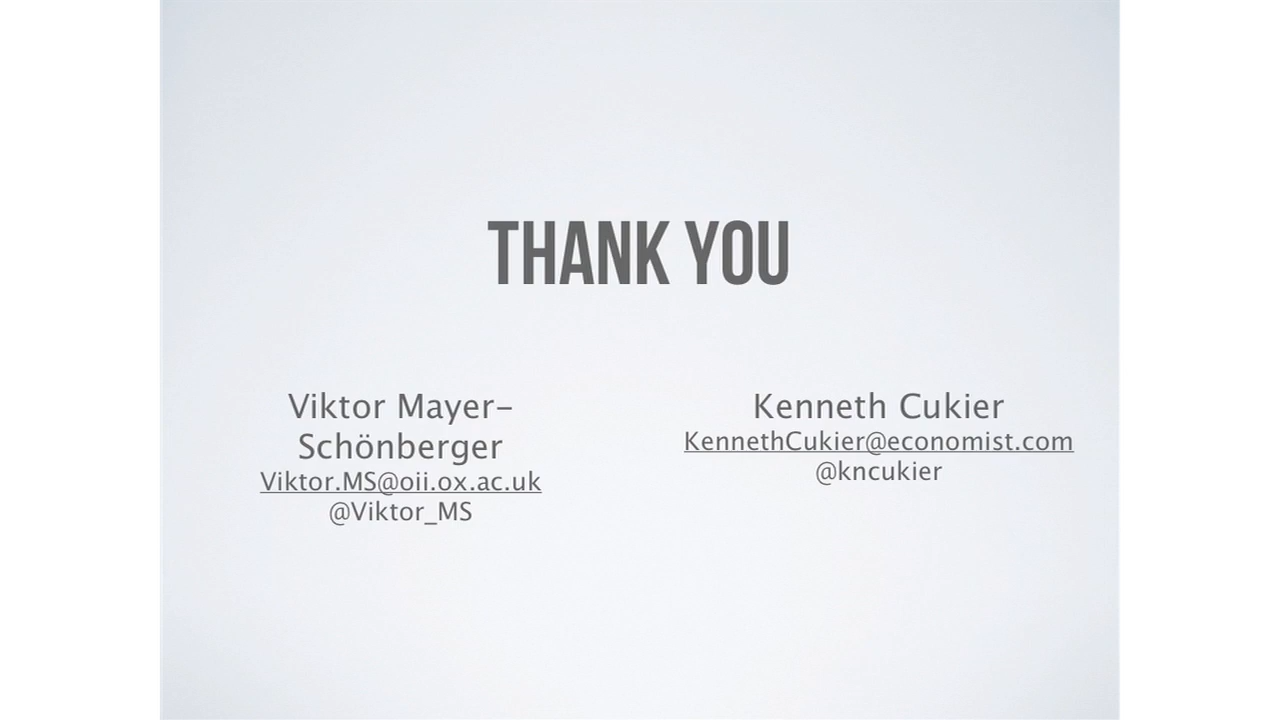 THANK YOU
Viktor Mayer-
Schönberger
Viktor.MS@oii.ox.ac.uk
@Viktor_MS
Kenneth Cukier
KennethCukier@economist.com
@kncukier